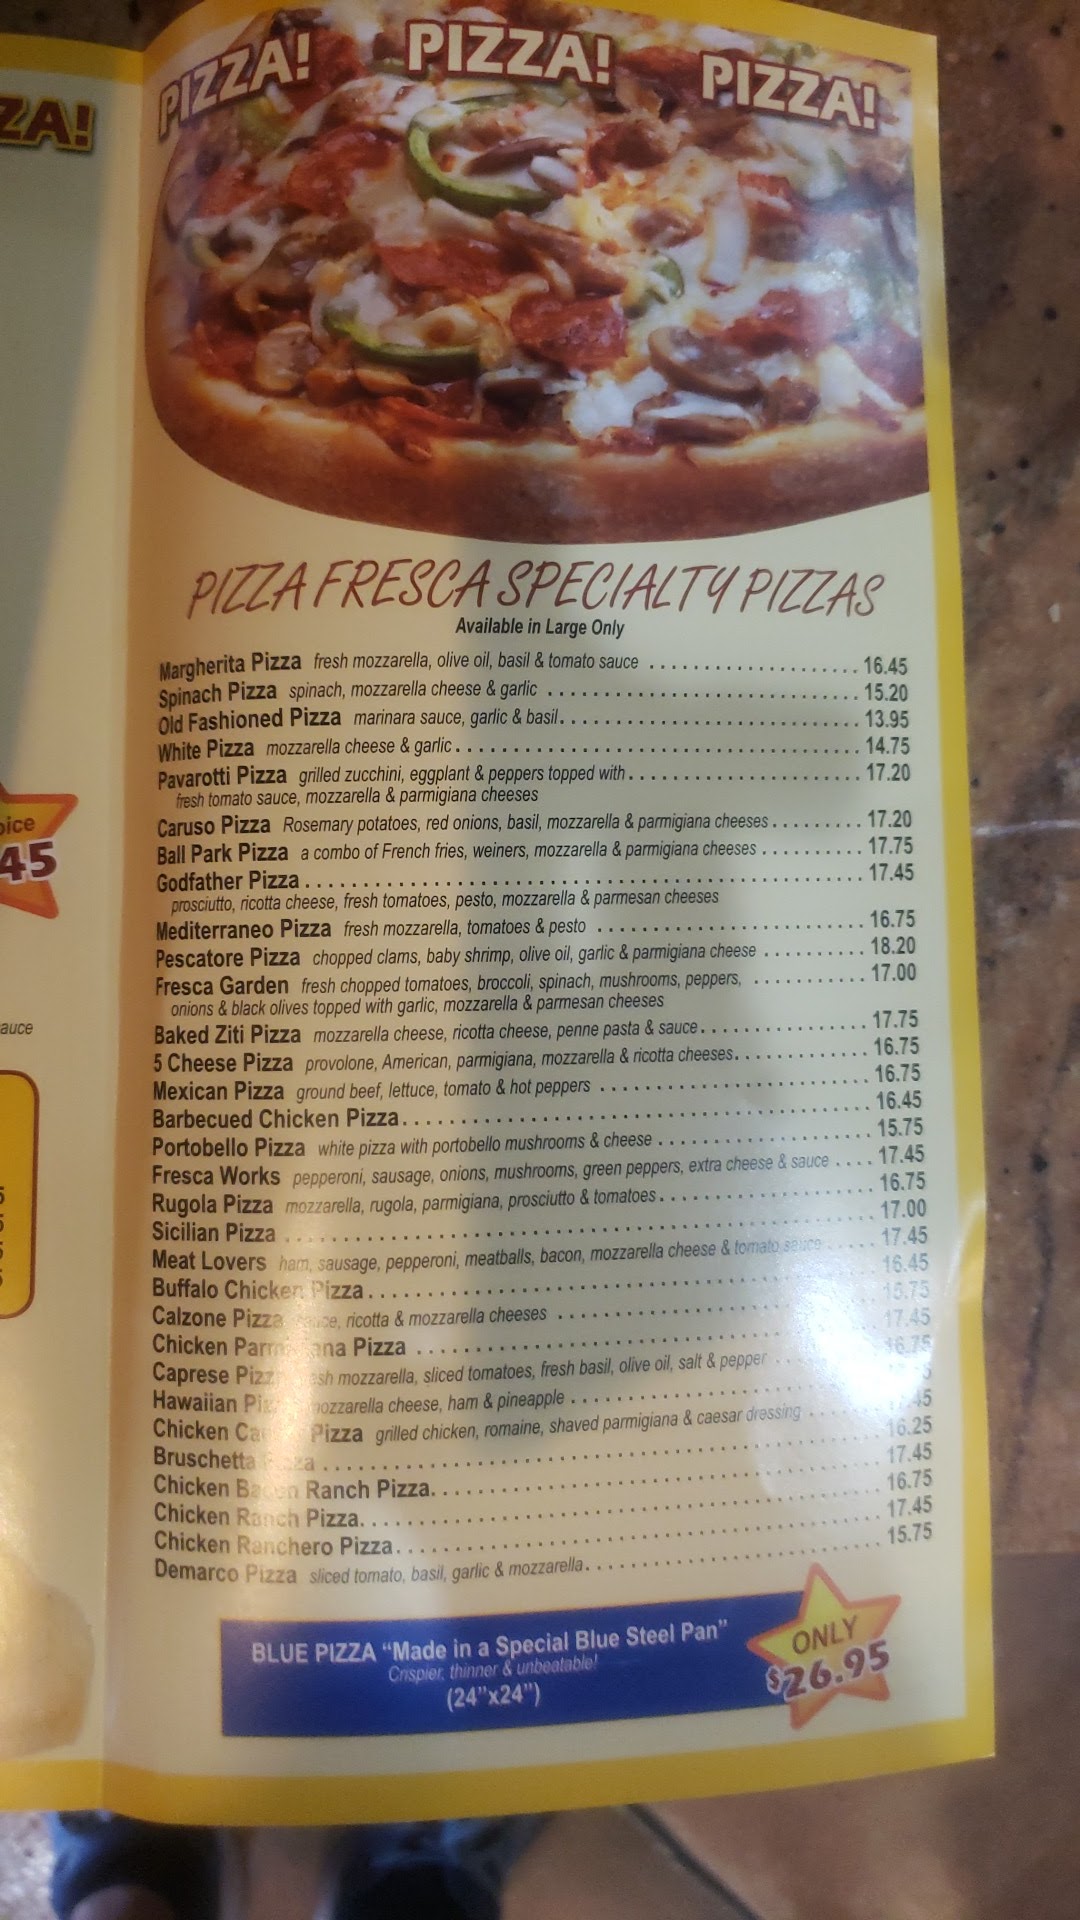 ZA!
PIZZA! PIZZA! PIZZA!
oice
45
auce
PIZZA FRESCA SPECIALTY PIZZAS
Available in Large Only
Margherita Pizza fresh mozzarella, olive oil, basil & tomato sauce 16.45
Spinach Pizza spinach, mozzarella cheese & garlic 15.20
Old Fashioned Pizza marinara sauce, garlic & basil 13.95
White Pizza mozzarella cheese & garlic 14.75
Pavarotti Pizza grilled zucchini, eggplant & peppers topped with 17.20
fresh tomato sauce, mozzarella & parmigiana cheeses
Caruso Pizza Rosemary potatoes, red onions, basil, mozzarella & parmigiana cheeses 17.20
Ball Park Pizza a combo of French fries, weiners, mozzarella & parmigiana cheeses 17.75
Godfather Pizza 17.45
prosciutto, ricotta cheese, fresh tomatoes, pesto, mozzarella & parmesan cheeses
Mediterraneo Pizza fresh mozzarella, tomatoes & pesto 16.75
Pescatore Pizza chopped clams, baby shrimp, olive oil, garlic & parmigiana cheese 18.20
Fresca Garden fresh chopped tomatoes, broccoli, spinach, mushrooms, peppers, 17.00
onions & black olives topped with garlic, mozzarella & parmesan cheeses
Baked Ziti Pizza mozzarella cheese, ricotta cheese, penne pasta & sauce 17.75
5 Cheese Pizza provolone, American, parmigiana, mozzarella & ricotta cheeses 16.75
Mexican Pizza ground beef, lettuce, tomato & hot peppers 16.75
Barbecued Chicken Pizza 16.45
Portobello Pizza white pizza with portobello mushrooms & cheese 15.75
Fresca Works pepperoni, sausage, onions, mushrooms, green peppers, extra cheese & sauce 17.45
Rugola Pizza mozzarella, rugola, parmigiana, prosciutto & tomatoes 16.75
Sicilian Pizza 17.00
Meat Lovers ham, sausage, pepperoni, meatballs, bacon, mozzarella cheese & tomato sauce 17.45
Buffalo Chicken Pizza 16.45
Calzone Pizza sauce, ricotta & mozzarella cheeses 15.75
Chicken Parmigiana Pizza 17.45
Caprese Pizza fresh mozzarella, sliced tomatoes, fresh basil, olive oil, salt & pepper 16.75
Hawaiian Pizza mozzarella cheese, ham & pineapple
Chicken Caesar Pizza grilled chicken, romaine, shaved parmigiana & caesar dressing
Bruschetta Pizza 16.25
Chicken Bacon Ranch Pizza 17.45
Chicken Ranch Pizza 16.75
Chicken Ranchero Pizza 17.45
Demarco Pizza sliced tomato, basil, garlic & mozzarella 15.75
BLUE PIZZA "Made in a Special Blue Steel Pan"
Crispier, thinner & unbeatable!
(24"x24")
ONLY
$26.95